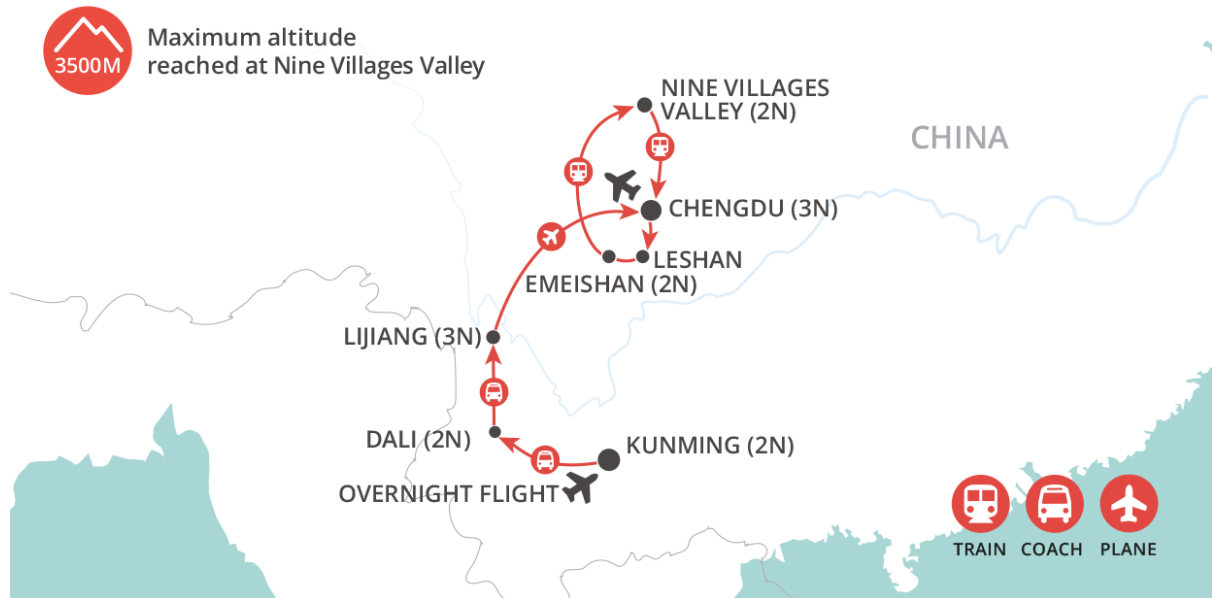 3500M
Maximum altitude
reached at Nine Villages Valley
NINE VILLAGES
VALLEY (2N)
CHINA
CHENGDU (3N)
LESHAN
EMEISHAN (2N)
LIJIANG (3N)
DALI (2N)
KUNMING (2N)
OVERNIGHT FLIGHT
TRAIN COACH PLANE